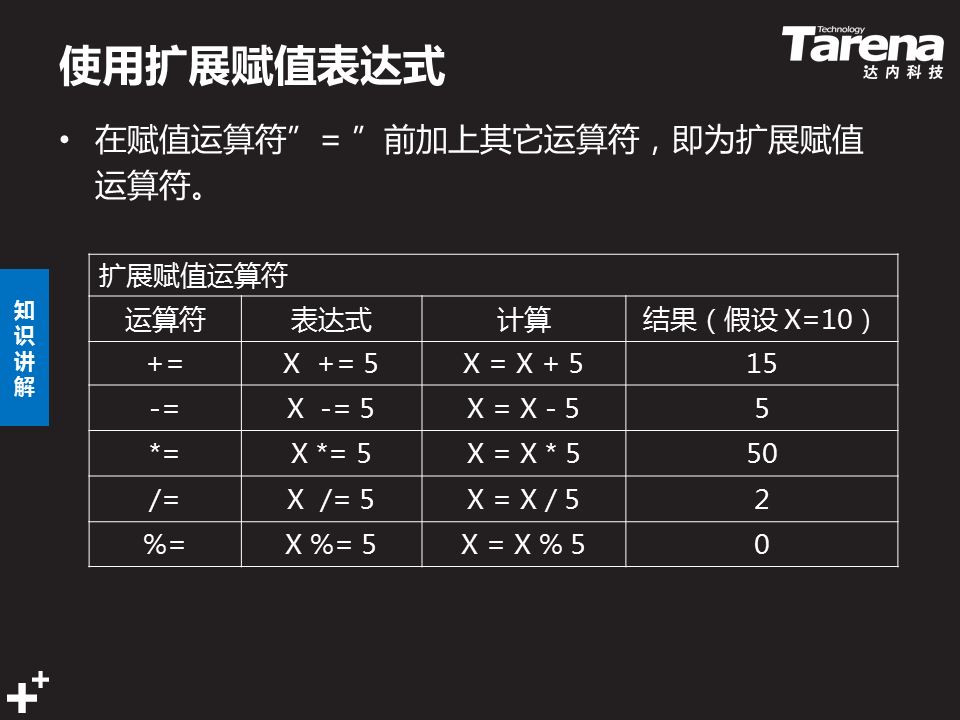 使用扩展赋值表达式
Technology
Tarena
达内科技
• 在赋值运算符”= ”前加上其它运算符，即为扩展赋值
运算符。
知
识
讲
解
扩展赋值运算符
运算符 表达式 计算 结果（假设 X=10）
+= X += 5 X = X + 5 15
-= X -= 5 X = X - 5 5
*= X *= 5 X = X * 5 50
/= X /= 5 X = X / 5 2
%= X %= 5 X = X % 5 0